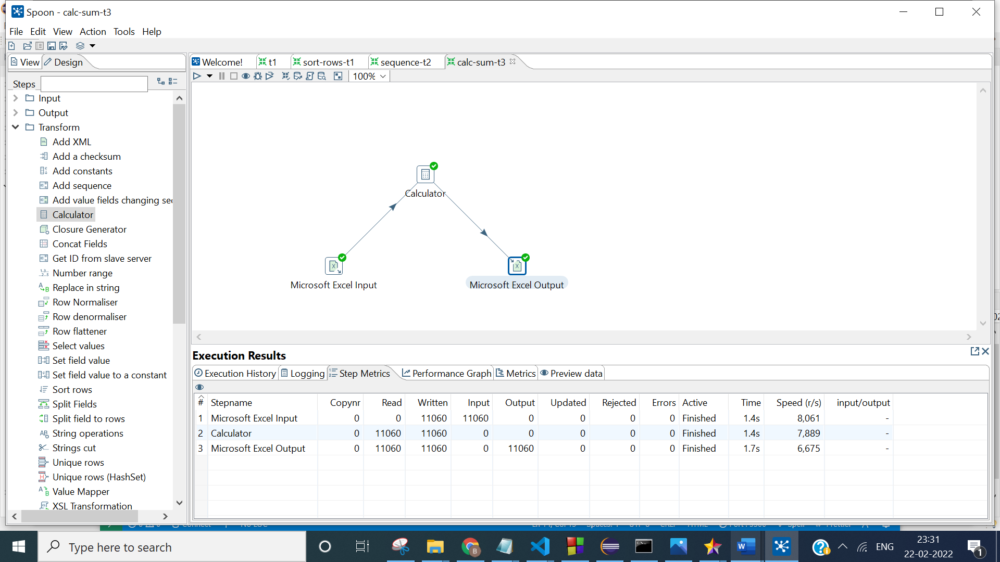 Spoon - calc-sum-t3
File Edit View Action Tools Help
View Design
Welcome! t1 sort-rows-t1 sequence-t2 calc-sum-t3
100%
Steps
Input
Output
Transform
Add XML
Add a checksum
Add constants
Add sequence
Add value fields changing se
Calculator
Closure Generator
Concat Fields
Get ID from slave server
Number range
Replace in string
Row Normaliser
Row denormaliser
Row flattener
Select values
Set field value
Set field value to a constant
Sort rows
Split Fields
Split field to rows
String operations
Strings cut
Unique rows
Unique rows (HashSet)
Value Mapper
XSL Transformation
Calculator
Microsoft Excel Input
Microsoft Excel Output
Execution Results
Execution History Logging Step Metrics Performance Graph Metrics Preview data
# Stepname Copynr Read Written Input Output Updated Rejected Errors Active Time Speed (r/s) input/output
1 Microsoft Excel Input 0 0 11060 11060 0 0 0 0 Finished 1.4s 8,061 -
2 Calculator 0 11060 11060 0 0 0 0 0 Finished 1.4s 7,889 -
3 Microsoft Excel Output 0 11060 11060 0 11060 0 0 0 Finished 1.7s 6,675 -
Type here to search
ENG
23:31
22-02-2022
1